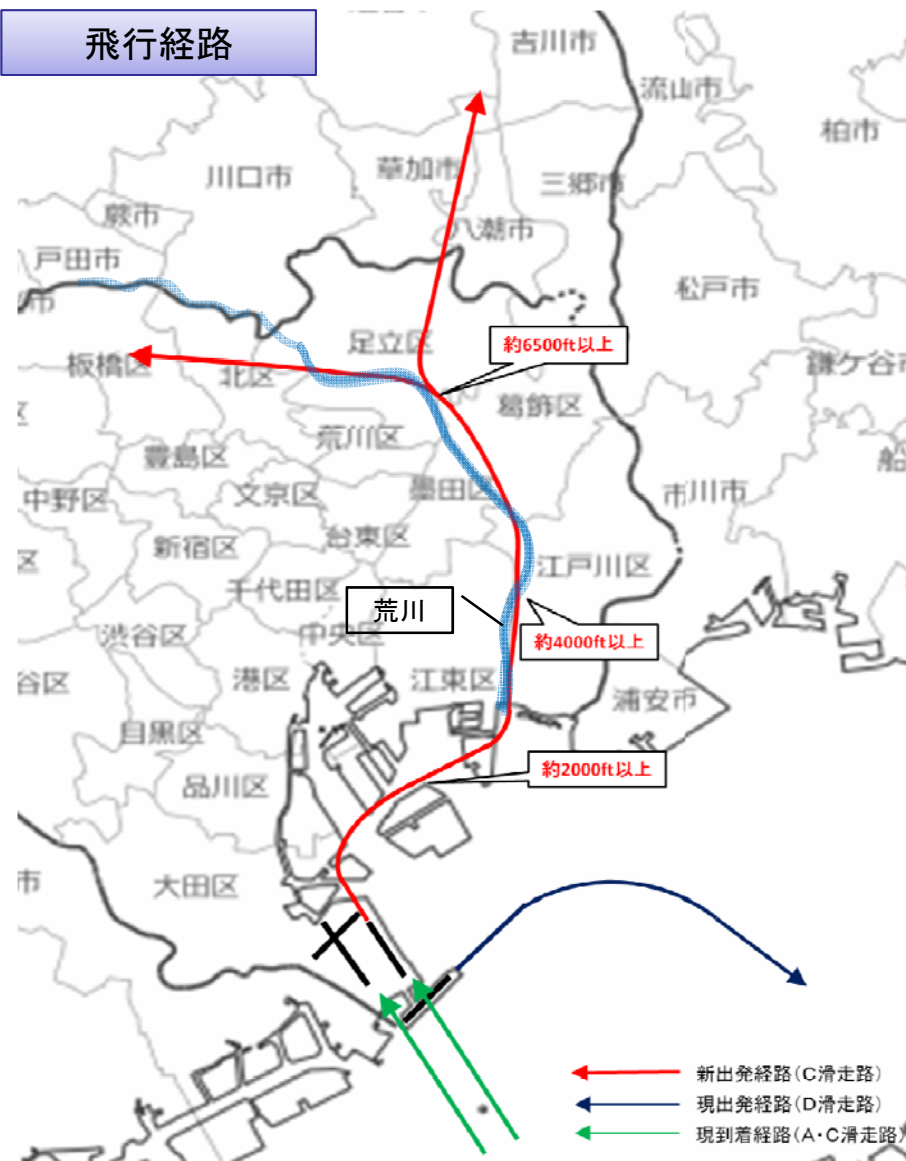 飛行経路
吉川市
流山市
柏市
川口市
草加市
三郷市
蕨市
八潮市
戸田市
松戸市
足立区
約6500ft以上
板橋区
北区
鎌ケ谷市
葛飾区
荒川区
豊島区
船
中野区
文京区
墨田区
市川市
新宿区
台東区
江戸川区
千代田区
荒川
渋谷区
中央区
約4000ft以上
谷区
港区
江東区
浦安市
目黒区
約2000ft以上
品川区
市
大田区
新出発経路(C滑走路)
現出発経路(D滑走路)
現到着経路(A・C滑走路)